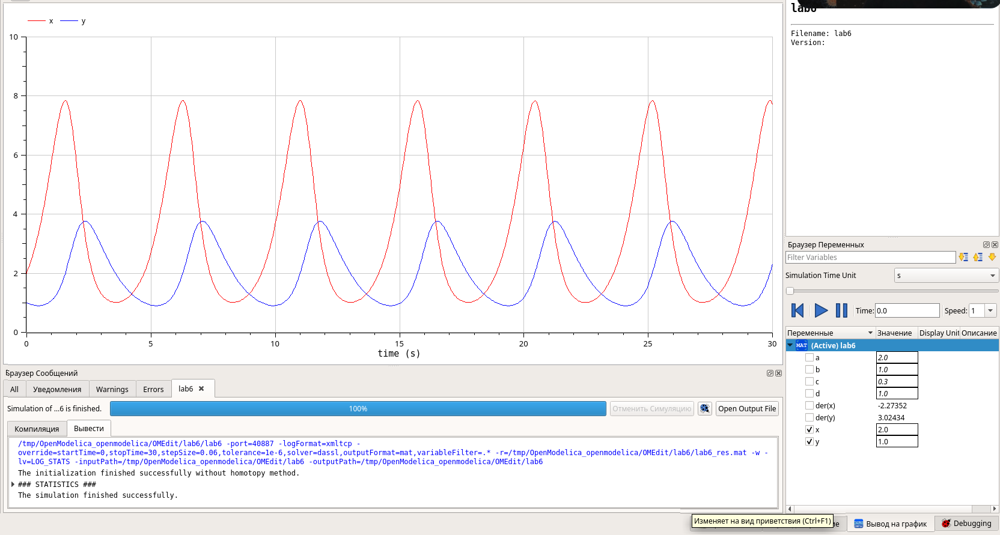 x y
10
8
6
4
2
0
0 5 10 15 20 25 30
time (s)
lab6
Filename: lab6
Version:
Браузер Переменных
Filter Variables
Simulation Time Unit s
Time: 0.0 Speed: 1
Переменные Значение Display Unit Описание
MAT (Active) lab6
a 2.0
b 1.0
c 0.3
d 1.0
der(x) -2.27352
der(y) 3.02434
x 2.0
y 1.0
Браузер Сообщений
All Уведомления Warnings Errors lab6
Simulation of ...6 is finished. 100% Отменить Симуляцию Open Output File
Компиляция Вывести
/tmp/OpenModelica_openmodelica/OMEdit/lab6/lab6 -port=40887 -logFormat=xmltcp -
override=startTime=0,stopTime=30,stepSize=0.06,tolerance=1e-6,solver=dassl,outputFormat=mat,variableFilter=.* -r=/tmp/OpenModelica_openmodelica/OMEdit/lab6/lab6_res.mat -w -
lv=LOG_STATS -inputPath=/tmp/OpenModelica_openmodelica/OMEdit/lab6 -outputPath=/tmp/OpenModelica_openmodelica/OMEdit/lab6
The initialization finished successfully without homotopy method.
### STATISTICS ###
The simulation finished successfully.
Изменяет на вид приветствия (Ctrl+F1)
Вывод на график Debugging